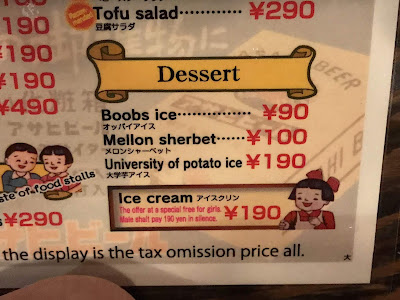 100
Tofu salad…………¥290
豆腐サラダ
190
190
¥490
Dessert
Boobs ice………………¥90
オッパイアイス
Mellon sherbet……¥100
メロンシャーベット
University of potato ice ¥190
大学芋アイス
ste of food stalls
s ¥290
Ice cream アイスクリン
The offer at a special free for girls.
Male shalt pay 190 yen in silence.
¥190
the display is the tax omission price all.